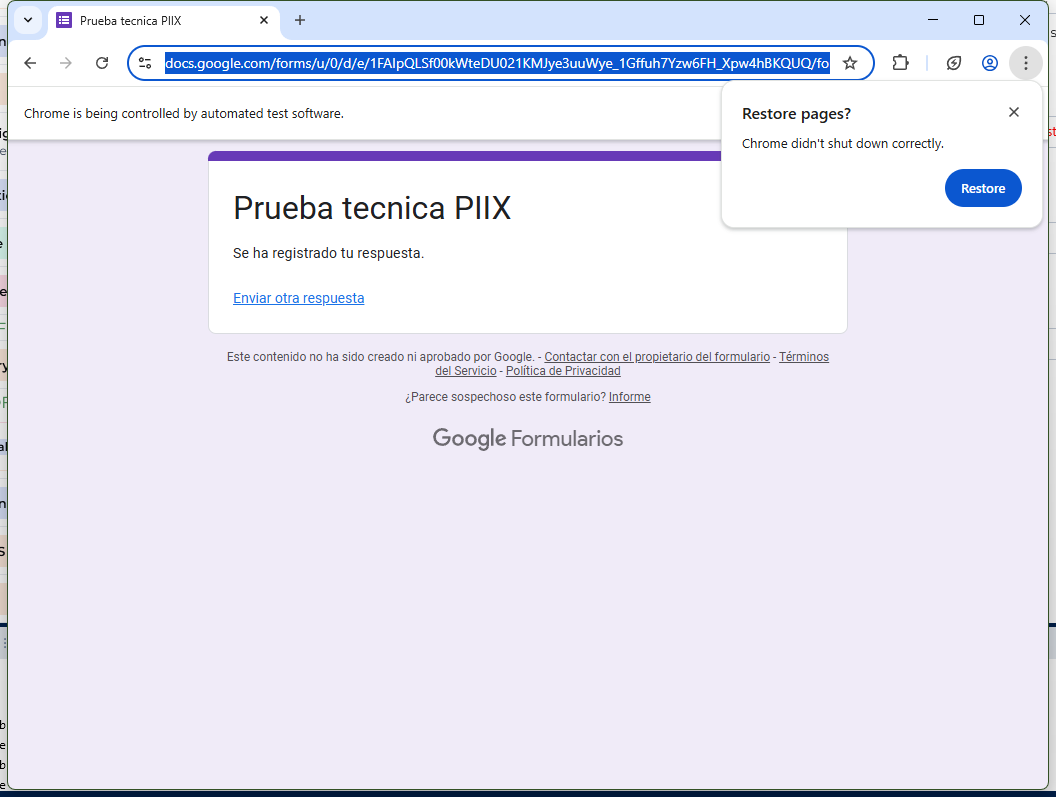 Prueba tecnica PIIX
docs.google.com/forms/u/0/d/e/1FAIpQLSf00kWteDU021KMJye3uuWye_1Gffuh7Yzw6FH_Xpw4hBKQUQ/fo
Chrome is being controlled by automated test software.
Restore pages?
Chrome didn't shut down correctly.
Restore
Prueba tecnica PIIX
Se ha registrado tu respuesta.
Enviar otra respuesta
Este contenido no ha sido creado ni aprobado por Google. - Contactar con el propietario del formulario - Términos
del Servicio - Política de Privacidad
¿Parece sospechoso este formulario? Informe
Google Formularios